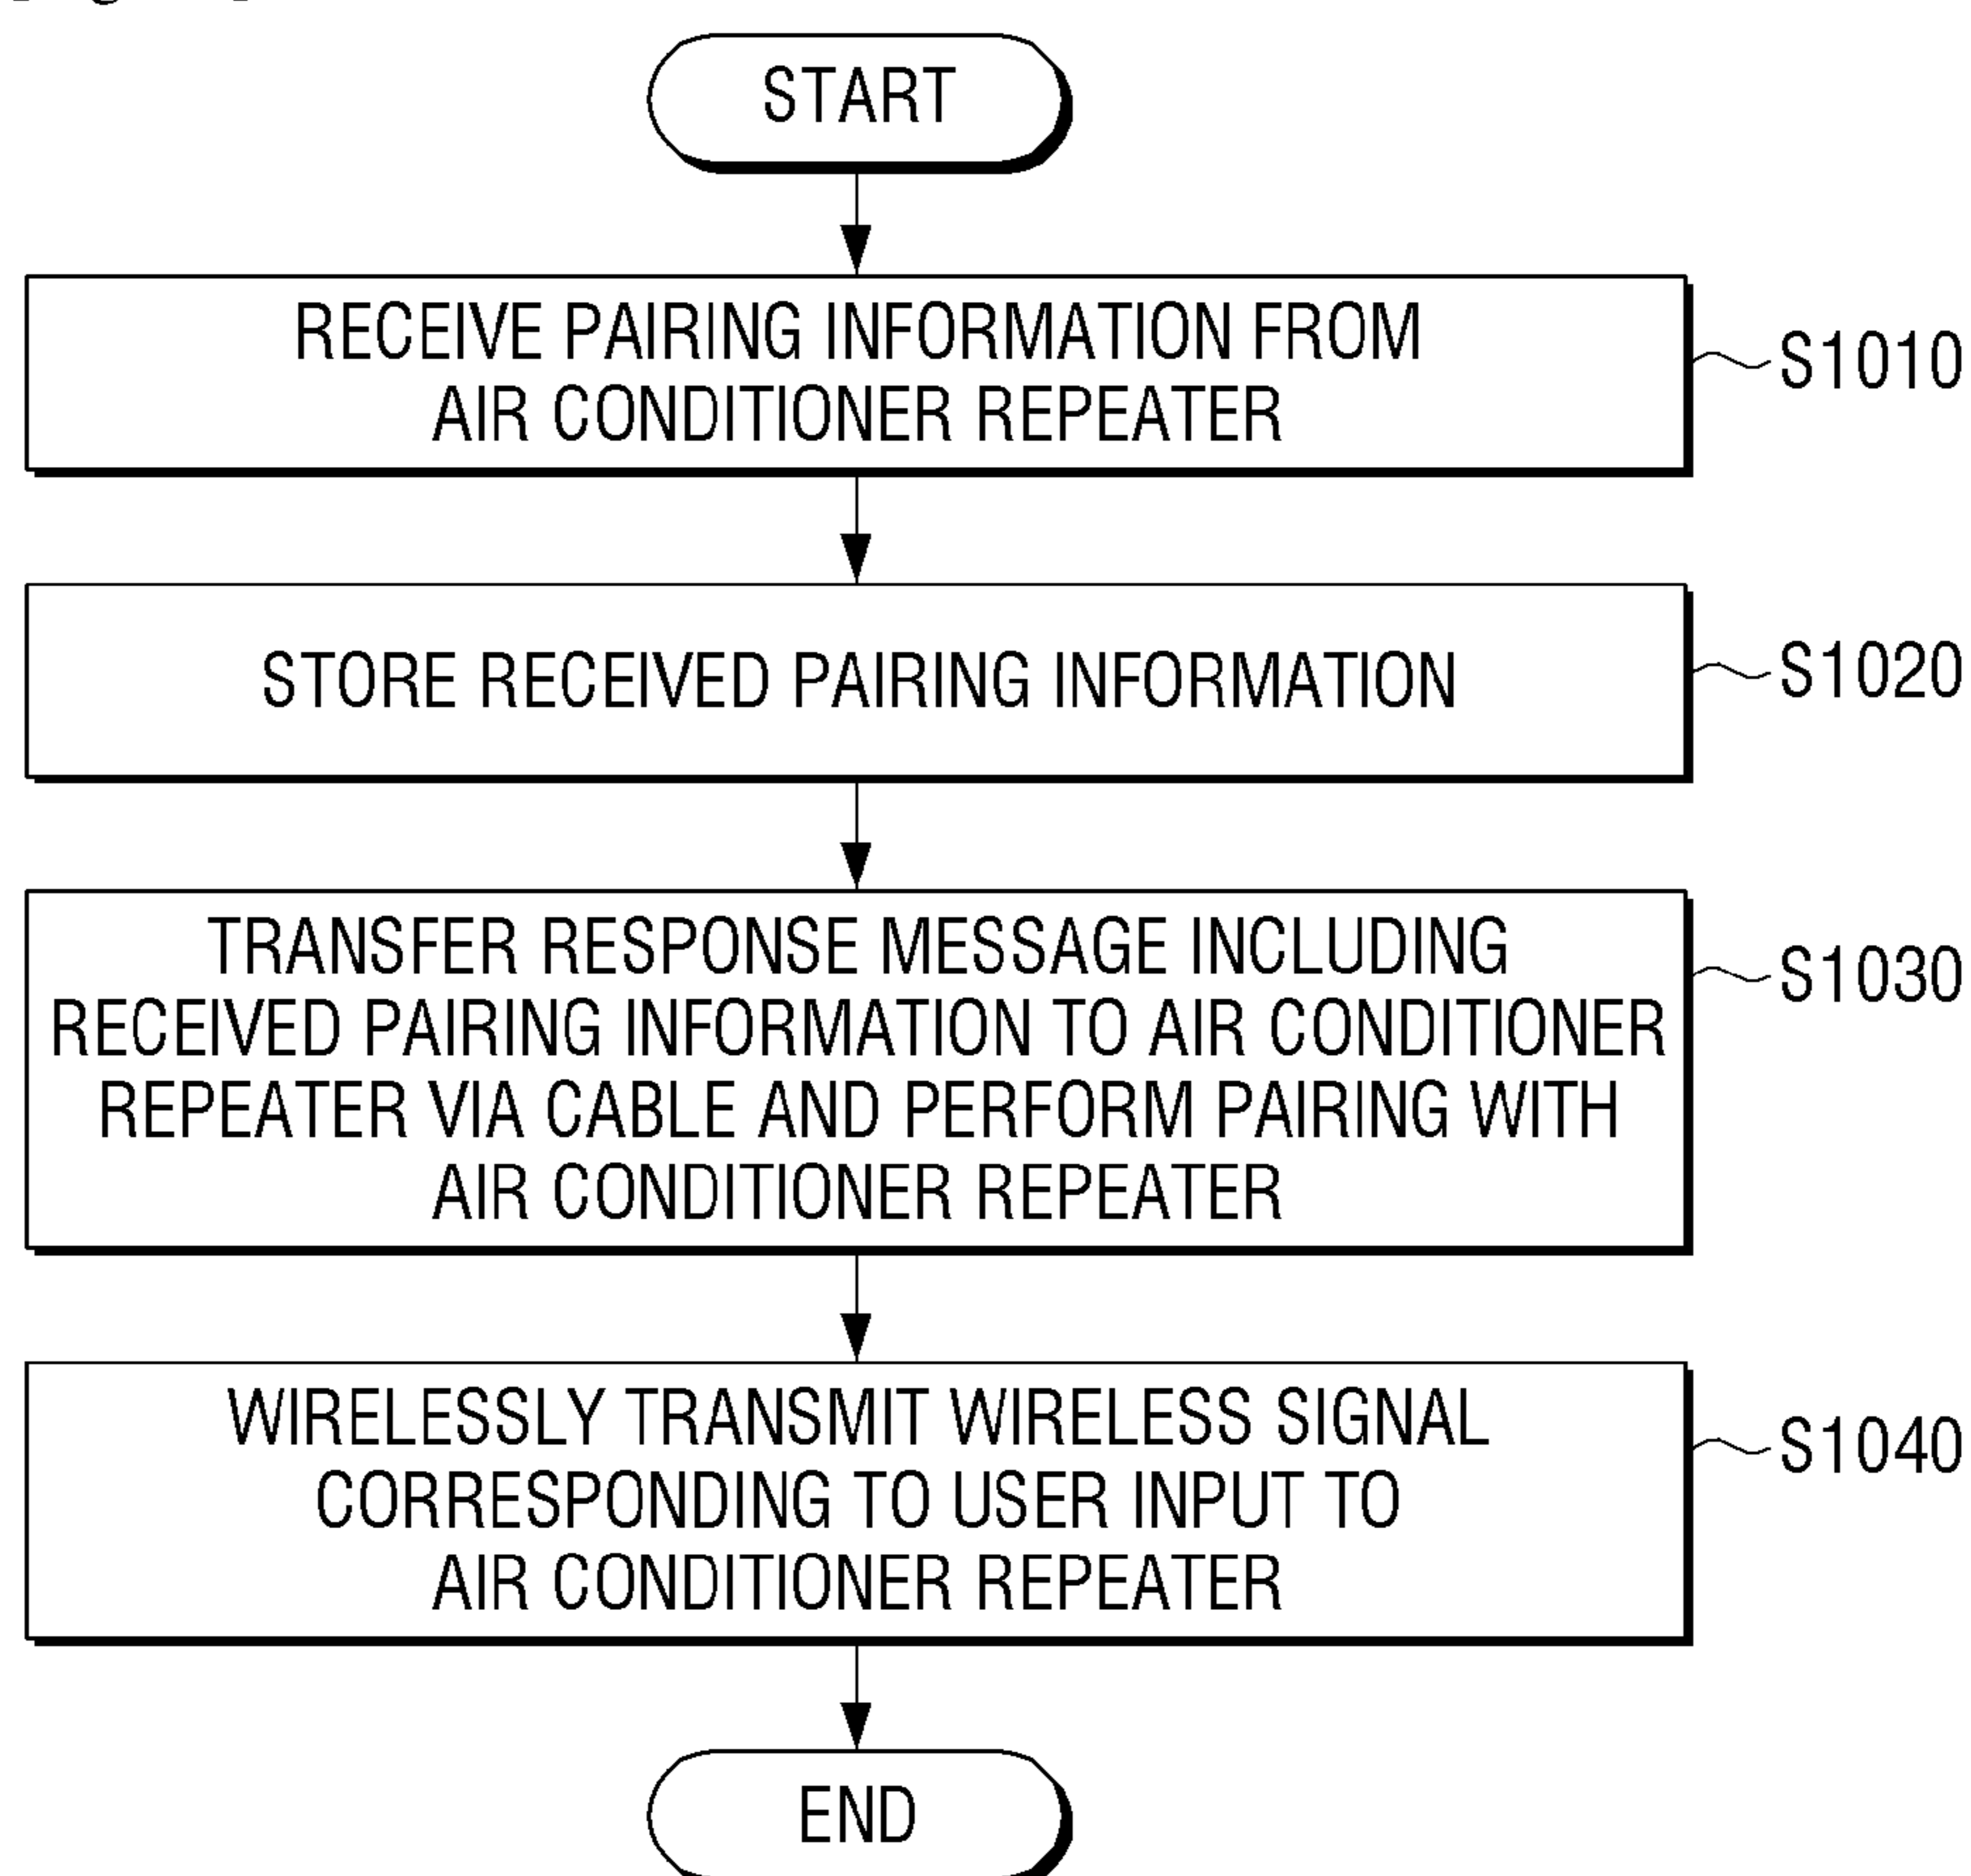 START
RECEIVE PAIRING INFORMATION FROM
AIR CONDITIONER REPEATER
S1010
STORE RECEIVED PAIRING INFORMATION
S1020
TRANSFER RESPONSE MESSAGE INCLUDING
RECEIVED PAIRING INFORMATION TO AIR CONDITIONER
REPEATER VIA CABLE AND PERFORM PAIRING WITH
AIR CONDITIONER REPEATER
S1030
WIRELESSLY TRANSMIT WIRELESS SIGNAL
CORRESPONDING TO USER INPUT TO
AIR CONDITIONER REPEATER
S1040
END